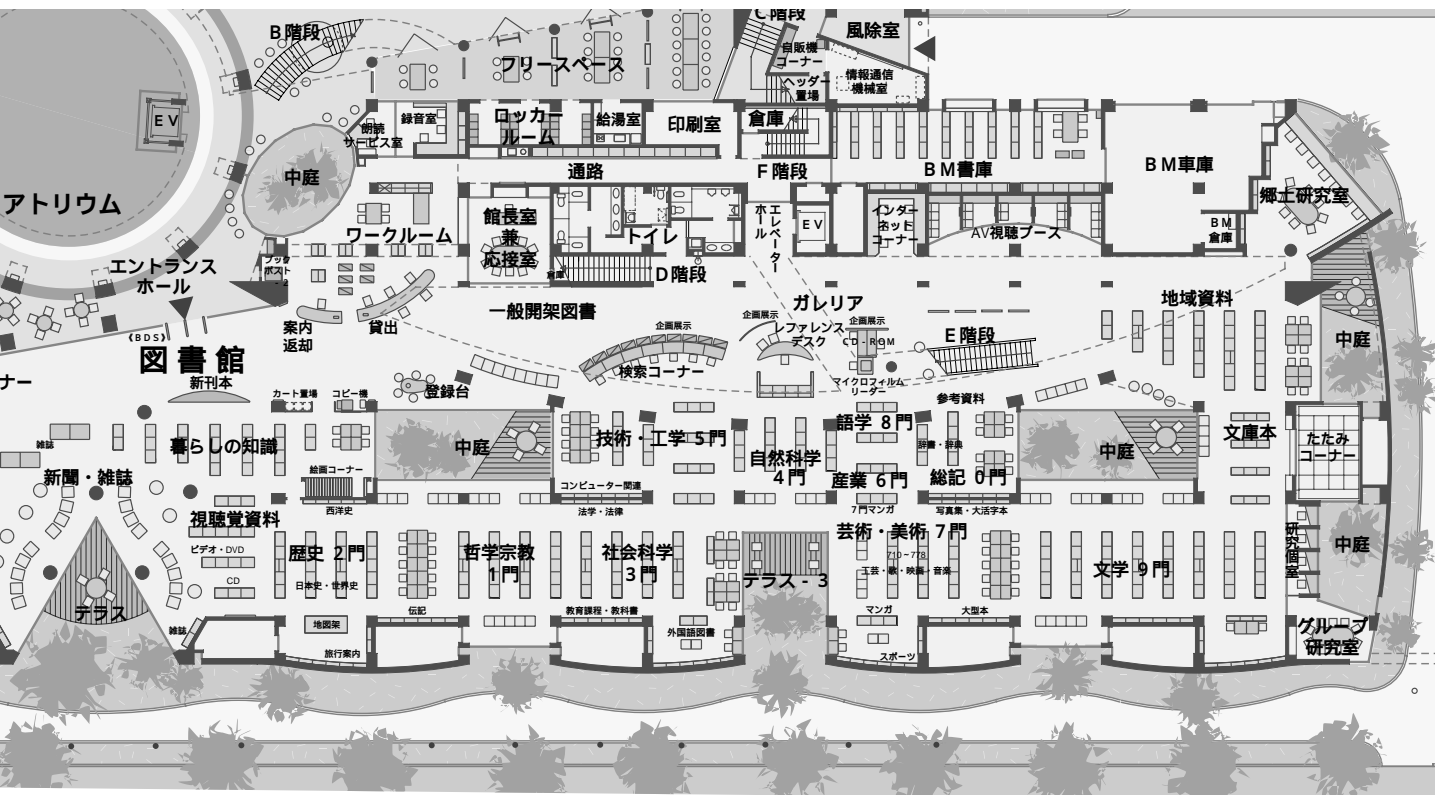 B階段
C階段
風除室
自販機
コーナー
フリースペース
情報通信
機械室
ヘッダー
置場
EV
録音室
朗読
サービス室
ロッカー
ルーム
給湯室
印刷室
倉庫
通路
F階段
BM書庫
BM車庫
中庭
アトリウム
ワークルーム
館長室
兼
応接室
トイレ
エレベーター
ホール
EV
インター
ネット
コーナー
AV視聴ブース
BM
倉庫
郷土研究室
エントランス
ホール
ブック
ポスト
-2
倉庫
D階段
一般開架図書
ガレリア
地域資料
案内
返却
貸出
企画展示
企画展示
企画展示
レファレンス
デスク
CD-ROM
E階段
中庭
《BDS》
図書館
新刊本
検索コーナー
マイクロフィルム
リーダー
ナー
カート置場
コピー機
登録台
参考資料
雑誌
暮らしの知識
中庭
技術・工学 5門
語学 8門
辞書・辞典
中庭
文庫本
たたみ
コーナー
新聞・雑誌
絵画コーナー
自然科学
4門
産業 6門
総記 0門
コンピューター関連
視聴覚資料
西洋史
法学・法律
7門マンガ
写真集・大活字本
ビデオ・DVD
歴史 2門
哲学宗教
1門
社会科学
3門
芸術・美術 7門
710-778
工芸・歌・映画・音楽
文学 9門
研究個室
中庭
CD
日本史・世界史
テラス-3
テラス
伝記
教育課程・教科書
マンガ
大型本
雑誌
地図架
外国語図書
グループ
研究室
旅行案内
スポーツ